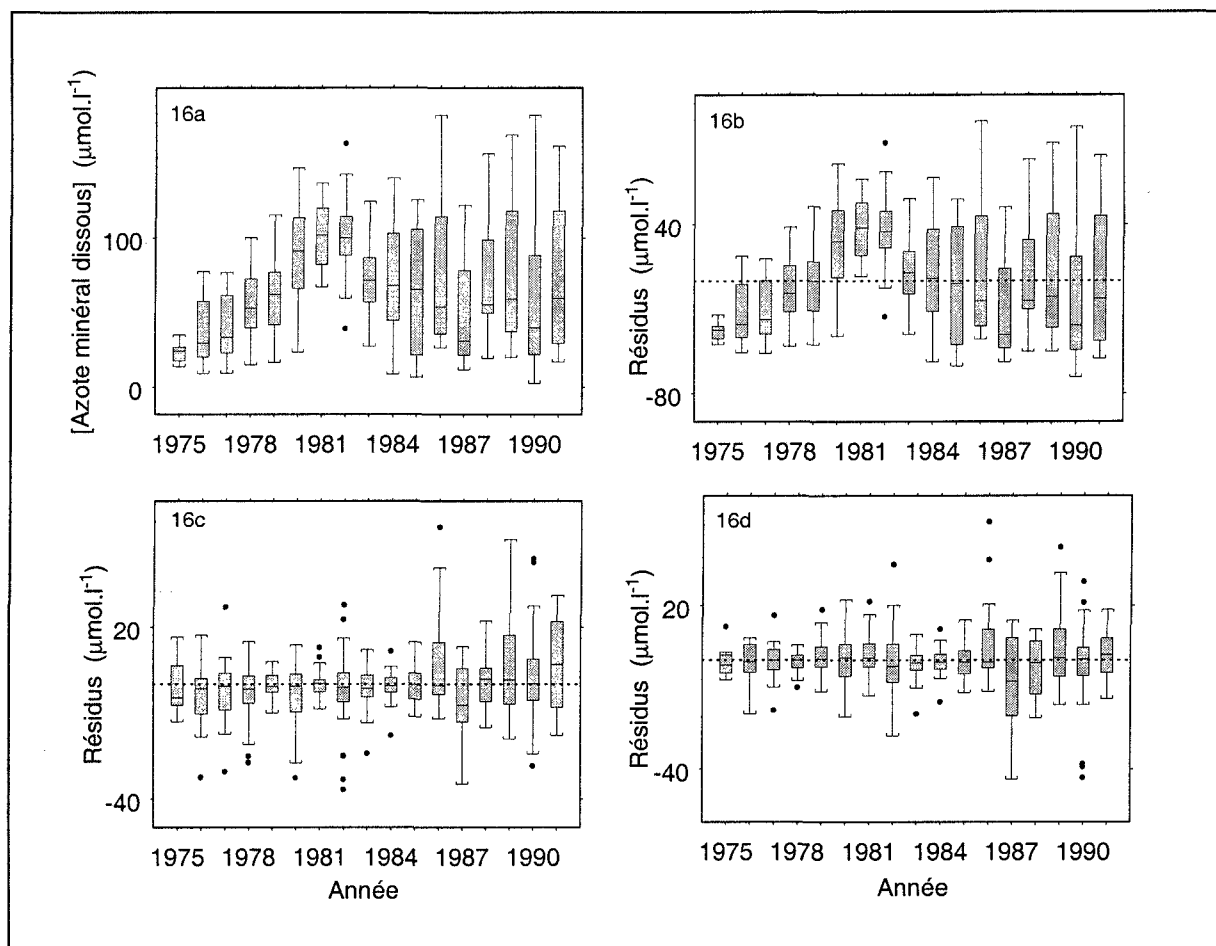 16a
[Azote minéral dissous] (µmol.l⁻¹)
100
0
1975 1978 1981 1984 1987 1990
16b
Résidus (µmol.l⁻¹)
40
-80
1975 1978 1981 1984 1987 1990
16c
Résidus (µmol.l⁻¹)
20
-40
1975 1978 1981 1984 1987 1990
Année
16d
Résidus (µmol.l⁻¹)
20
-40
1975 1978 1981 1984 1987 1990
Année